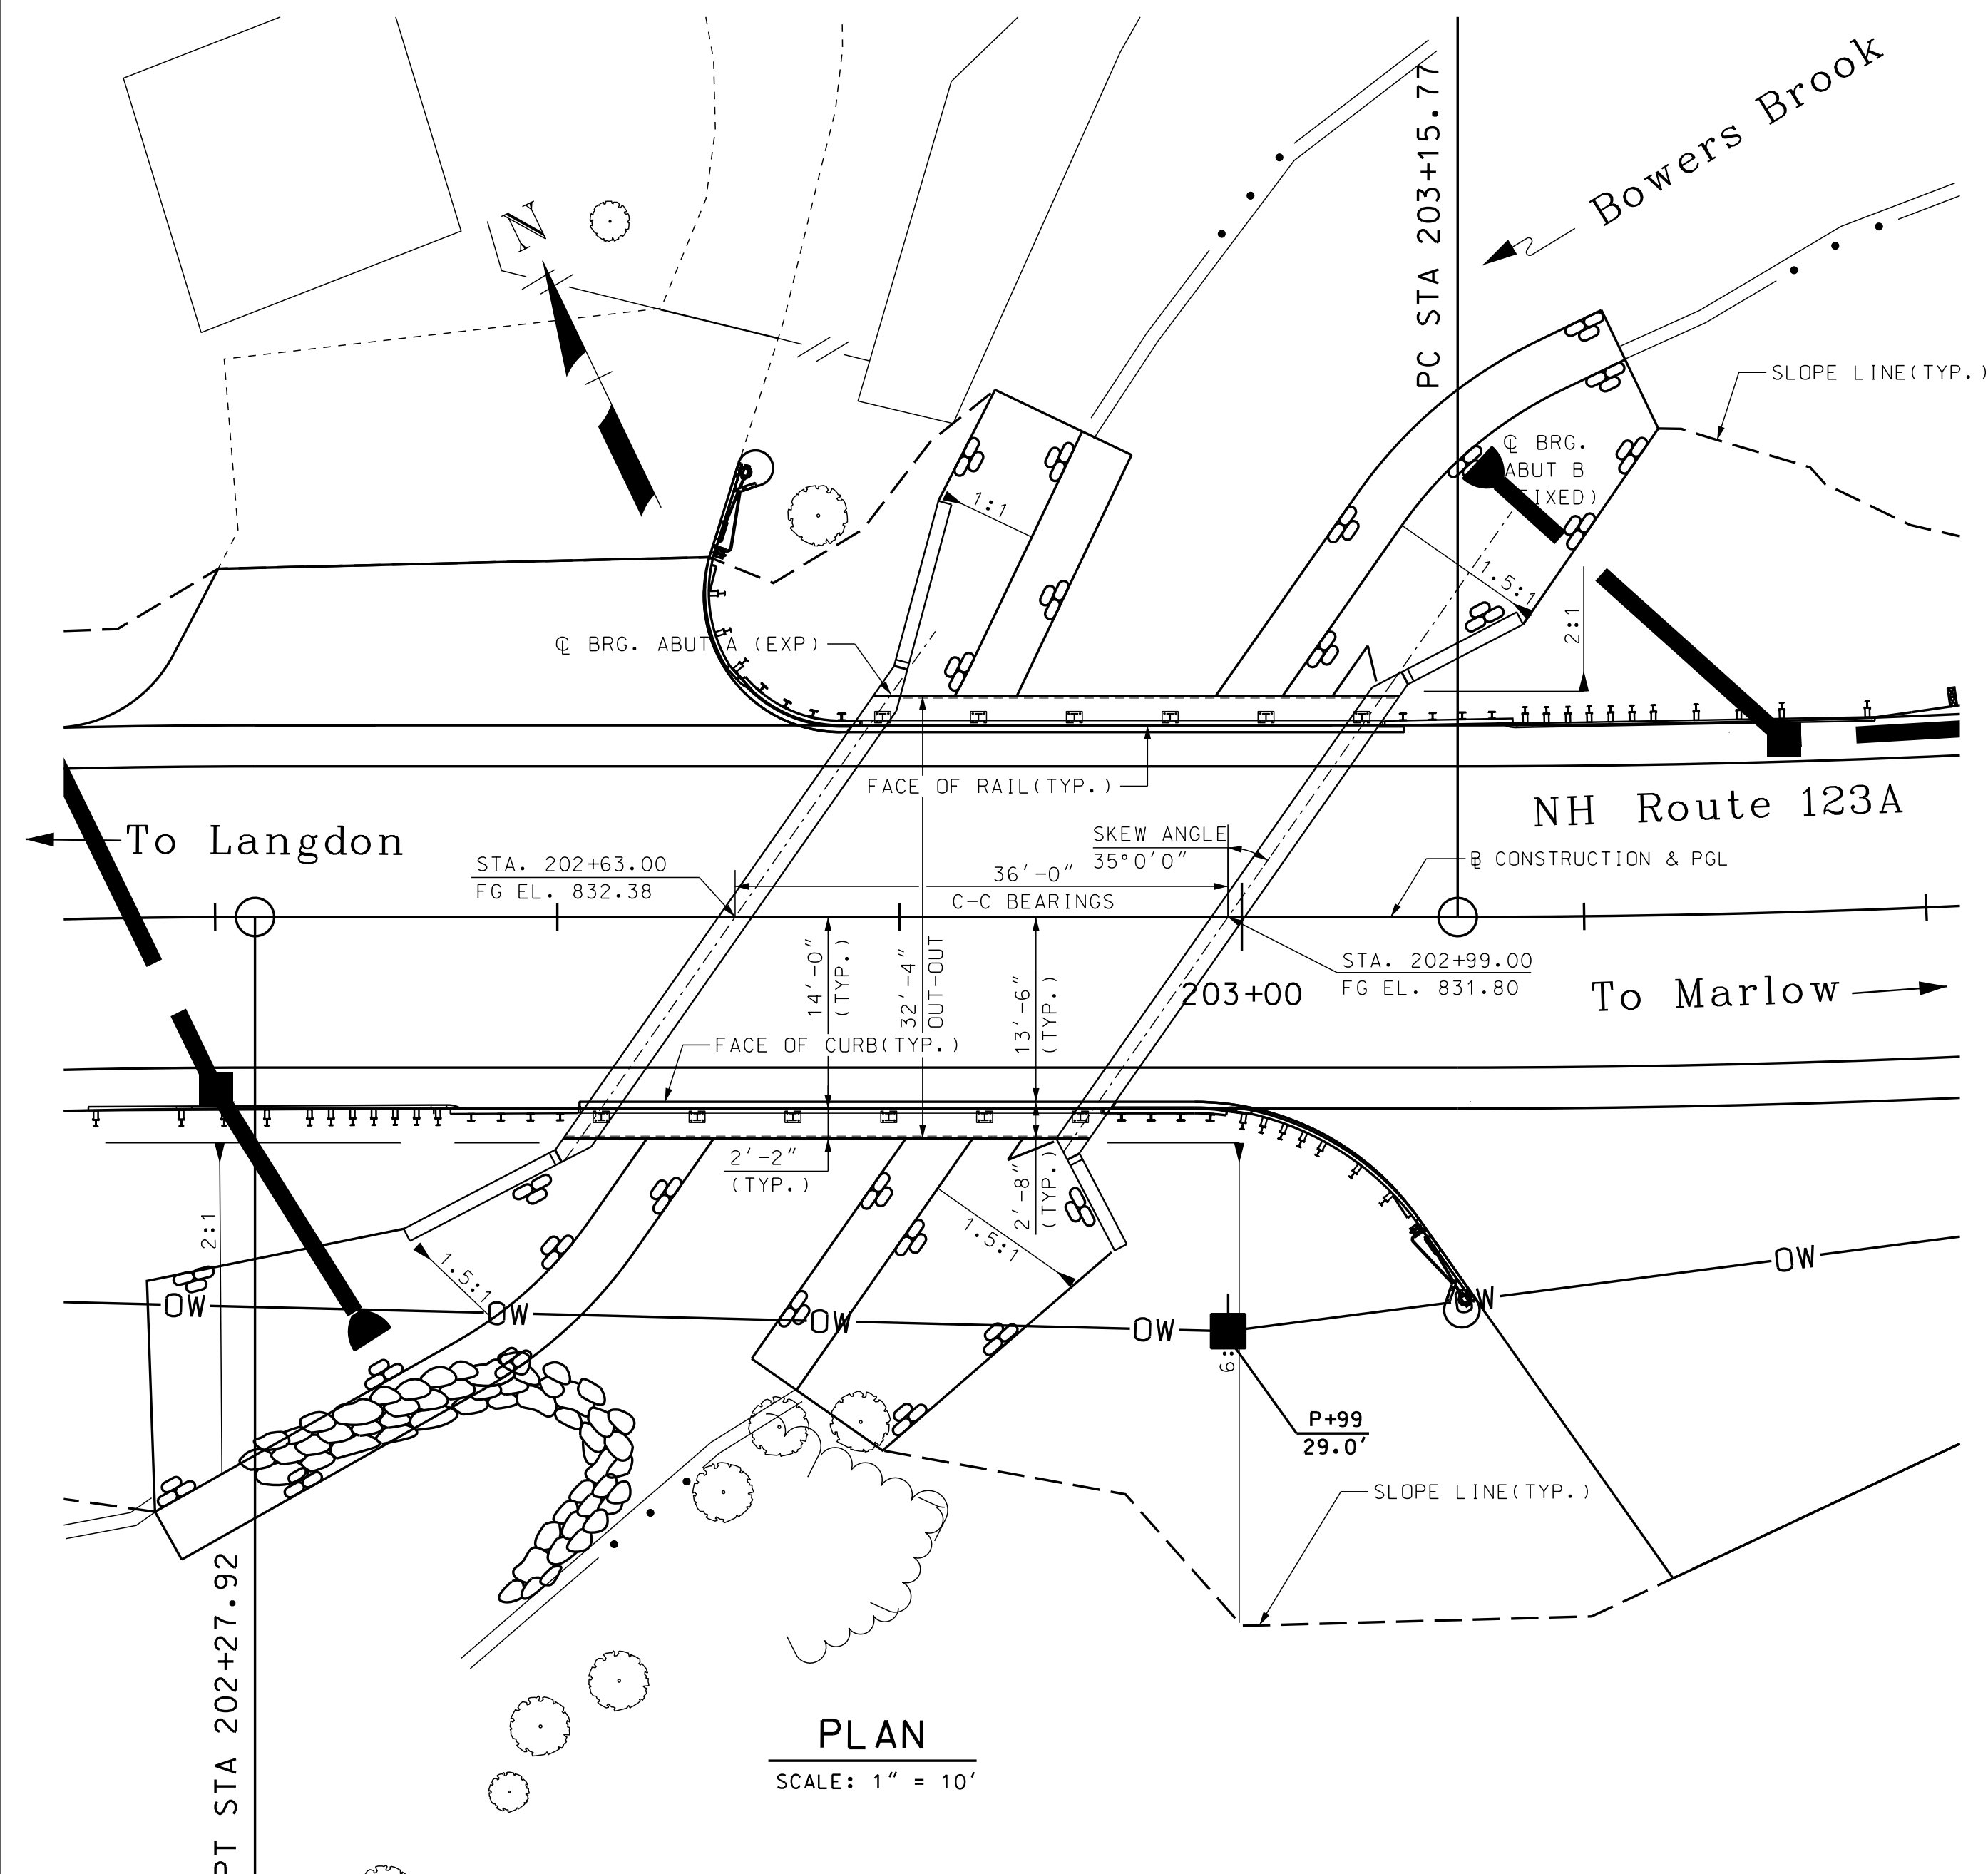 Bowers Brook
PC STA 203+15.77
N
SLOPE LINE(TYP.)
℄ BRG.
ABUT B
1:1
1.5:1
2:1
℄ BRG. ABUT A (EXP)
FACE OF RAIL(TYP.)
NH Route 123A
To Langdon
SKEW ANGLE
35°0'0"
STA. 202+63.00
FG EL. 832.38
36'-0"
C-C BEARINGS
CONSTRUCTION & PGL
14'-0"
(TYP.)
32'-4"
OUT-OUT
13'-6"
(TYP.)
STA. 202+99.00
FG EL. 831.80
203+00
To Marlow
FACE OF CURB(TYP.)
2'-2"
(TYP.)
2'-8"
(TYP.)
2:1
1.5:1
1.5:1
OW
OW
OW
OW
OW
P+99
29.0'
SLOPE LINE(TYP.)
PT STA 202+27.92
PLAN
SCALE: 1" = 10'